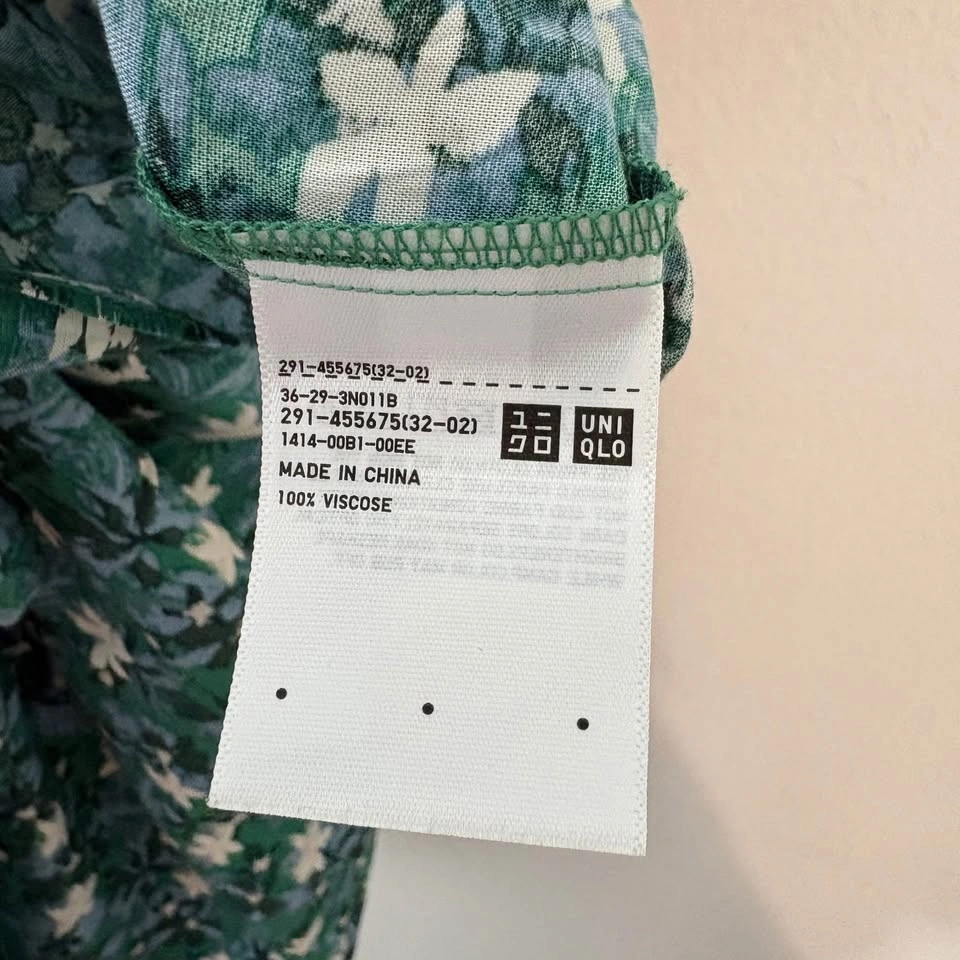 291-455675(32-02)
36-29-3N011B
291-455675(32-02)
1414-00B1-00EE
ユニ
クロ
UNI
QLO
MADE IN CHINA
100% VISCOSE